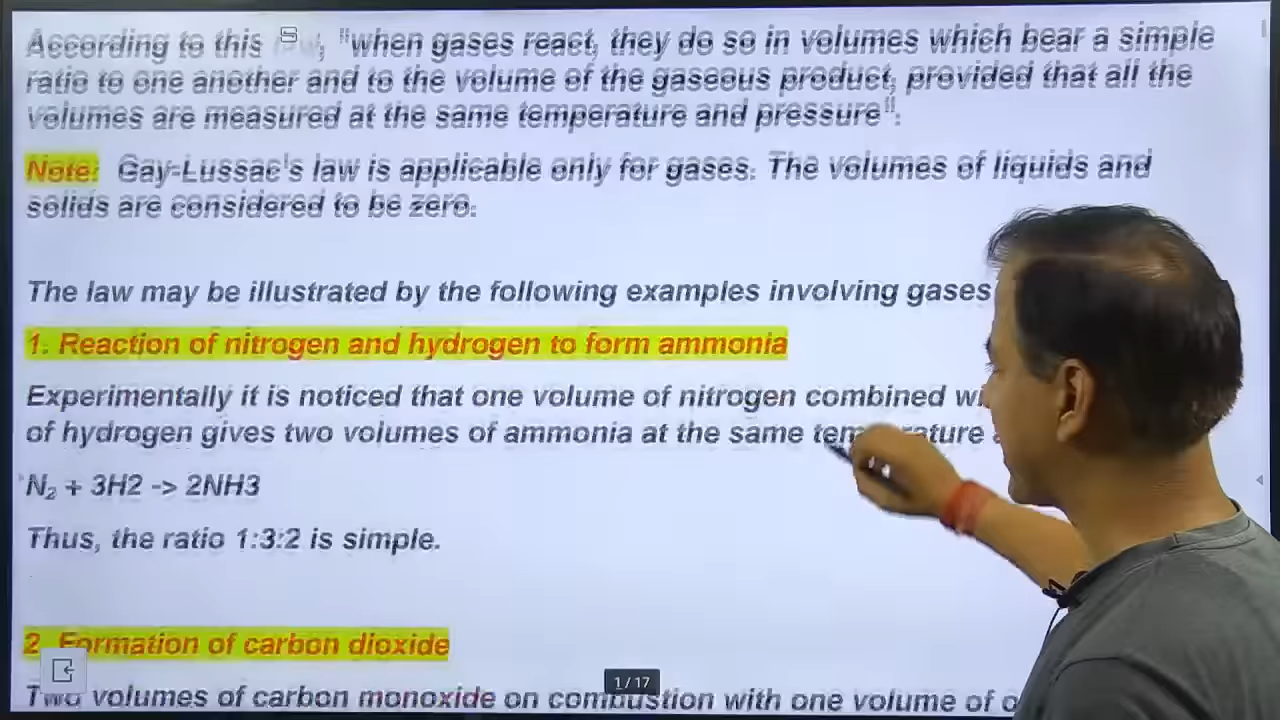 According to this , "when gases react, they do so in volumes which bear a simple
ratio to one another and to the volume of the gaseous product, provided that all the
volumes are measured at the same temperature and pressure".
Note: Gay-Lussac's law is applicable only for gases. The volumes of liquids and
solids are considered to be zero.
The law may be illustrated by the following examples involving gases
1. Reaction of nitrogen and hydrogen to form ammonia
Experimentally it is noticed that one volume of nitrogen combined
of hydrogen gives two volumes of ammonia at the same temperature
N₂ + 3H2 -> 2NH3
Thus, the ratio 1:3:2 is simple.
2. Formation of carbon dioxide
Two volumes of carbon monoxide on combustion with one volume of
1 / 17